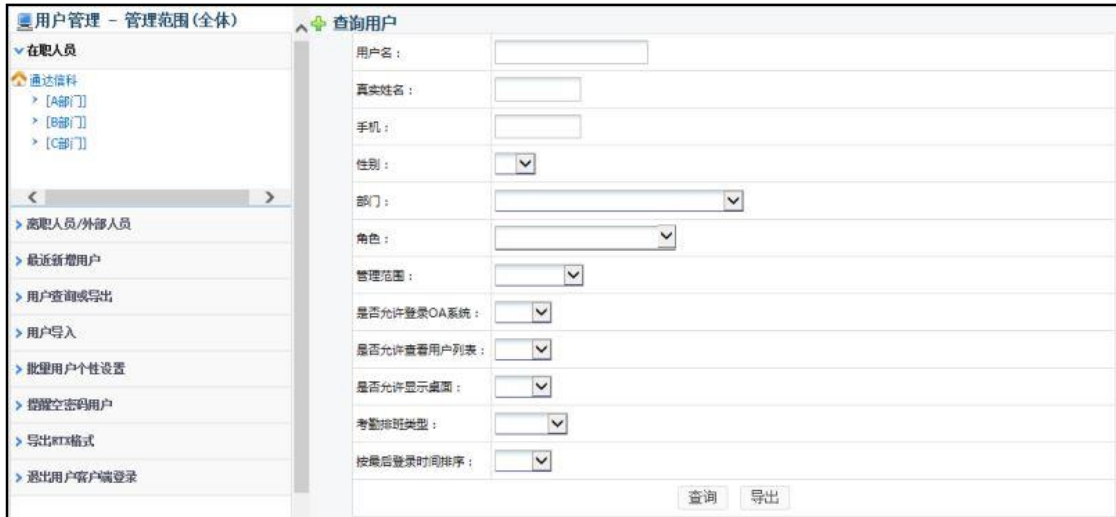 用户管理 - 管理范围(全体)
在职人员
通达信科
[A部门]
[B部门]
[C部门]
离职人员/外部人员
最近新增用户
用户查询或导出
用户导入
批量用户个性设置
提醒空密码用户
导出RTX格式
退出用户客户端登录
查询用户
用户名：
真实姓名：
手机：
性别：
部门：
角色：
管理范围：
是否允许登录OA系统：
是否允许查看用户列表：
是否允许显示桌面：
考勤排班类型：
按最后登录时间排序：
查询 导出